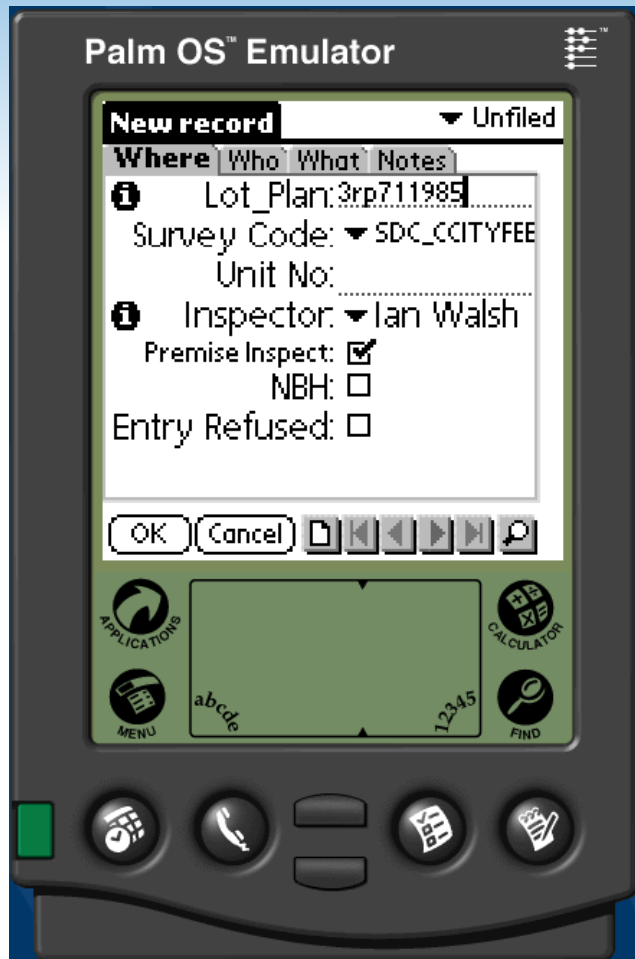 Palm OS™ Emulator
New record
Unfiled
Where Who What Notes
Lot_Plan: 3rp711985
Survey Code: SDC_CCITYFEE
Unit No:
Inspector: Ian Walsh
Premise Inspect:
NBH:
Entry Refused:
OK Cancel
APPLICATIONS
CALCULATOR
MENU
abcde
12345
FIND